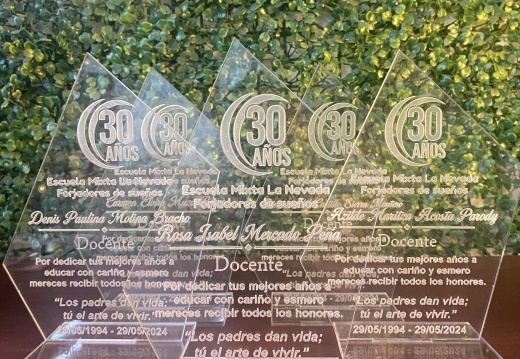 30
AÑOS
Escuela Mixta La Nevada
Forjadores de sueños
Denis Paulina Molina Bracho
Docente
Por dedicar tus mejores años a
educar con cariño y esmero
mereces recibir todos los honores.
“Los padres dan vida;
tú el arte de vivir.”
29/05/1994 - 29/05/2024
30
AÑOS
30
AÑOS
Escuela Mixta La Nevada
Forjadores de sueños
Rosa Isabel Mercado Peña
Docente
Por dedicar tus mejores años a
educar con cariño y esmero
mereces recibir todos los honores.
“Los padres dan vida;
tú el arte de vivir.”
30
AÑOS
30
AÑOS
Escuela Mixta La Nevada
Forjadores de sueños
Azilde Maritza Acosta Parody
Docente
Por dedicar tus mejores años a
educar con cariño y esmero
mereces recibir todos los honores.
“Los padres dan vida;
tú el arte de vivir.”
29/05/1994 - 29/05/2024